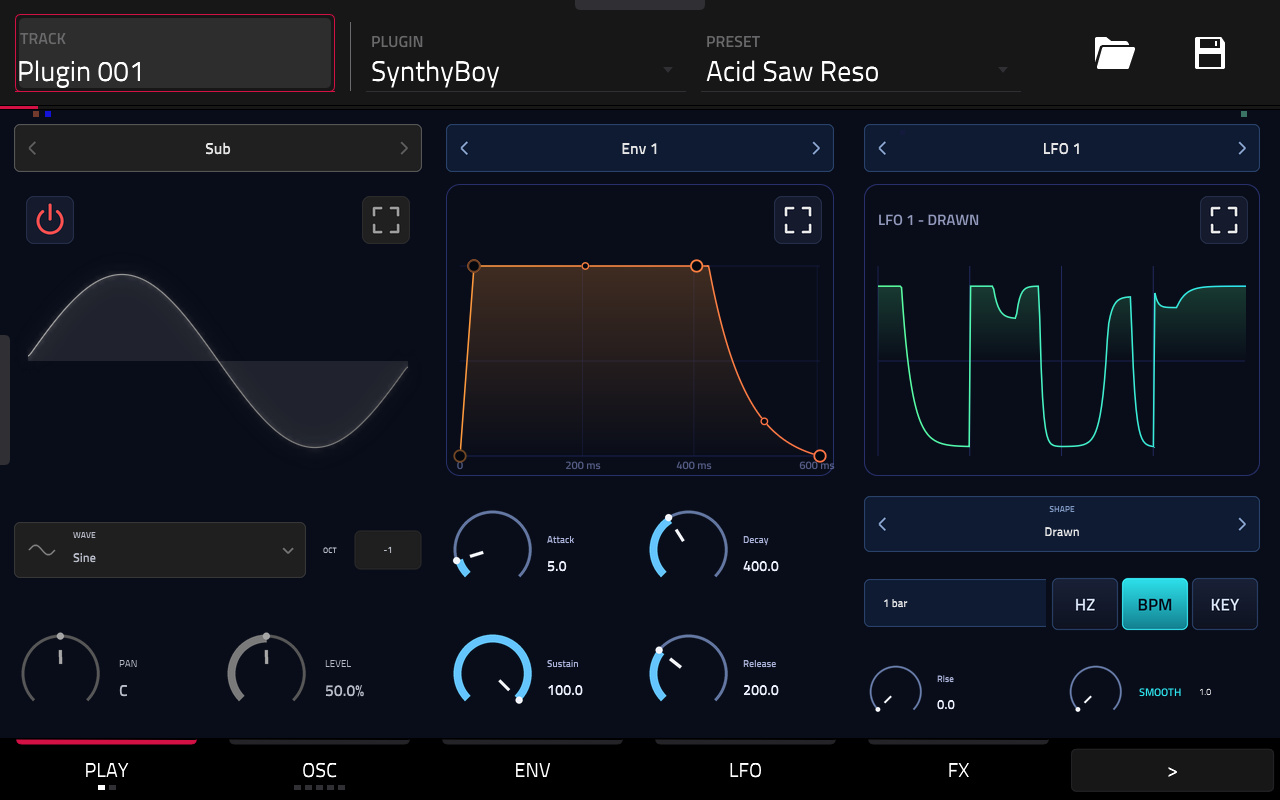 TRACK
Plugin 001
PLUGIN
SynthyBoy
PRESET
Acid Saw Reso
Sub
Env 1
LFO 1
LFO 1 - DRAWN
0
200 ms
400 ms
600 ms
WAVE
Sine
OCT
-1
PAN
C
LEVEL
50.0%
Attack
5.0
Decay
400.0
Sustain
100.0
Release
200.0
SHAPE
Drawn
1 bar
HZ
BPM
KEY
Rise
0.0
SMOOTH
1.0
PLAY
OSC
ENV
LFO
FX
>